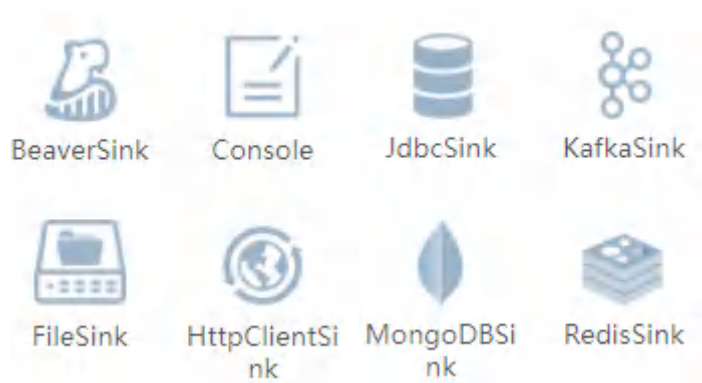 BeaverSink Console JdbcSink KafkaSink
FileSink HttpClientSi MongoDBSi RedisSink
nk nk